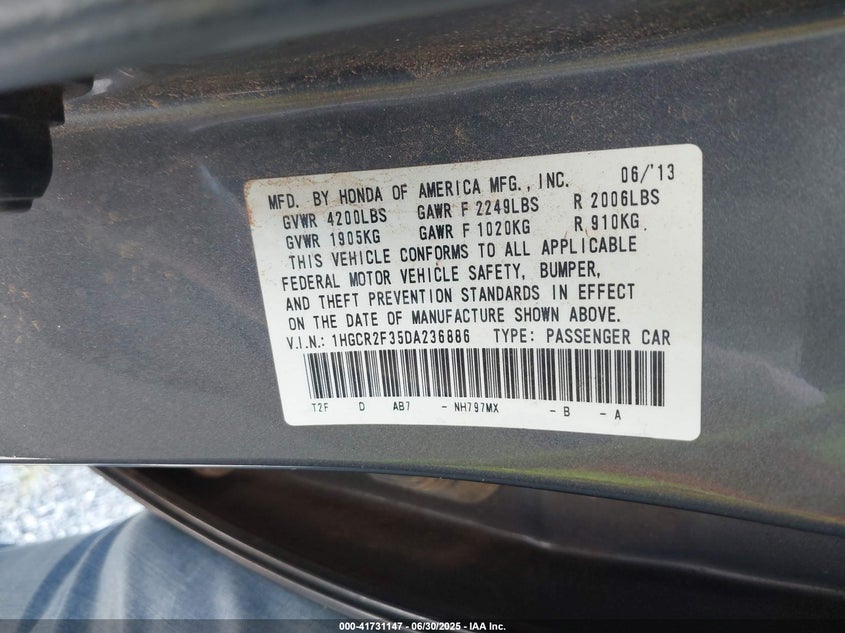 MFD. BY HONDA OF AMERICA MFG., INC. 06/'13
GVWR 4200LBS GAWR F 2249LBS R 2006LBS
GVWR 1905KG GAWR F 1020KG R 910KG
THIS VEHICLE CONFORMS TO ALL APPLICABLE
FEDERAL MOTOR VEHICLE SAFETY, BUMPER,
AND THEFT PREVENTION STANDARDS IN EFFECT
ON THE DATE OF MANUFACTURE SHOWN ABOVE.
V.I.N.: 1HGCR2F35DA236886 TYPE: PASSENGER CAR
T2F D AB7 - NH797MX - B - A
000-41731147 - 06/30/2025 - IAA Inc.